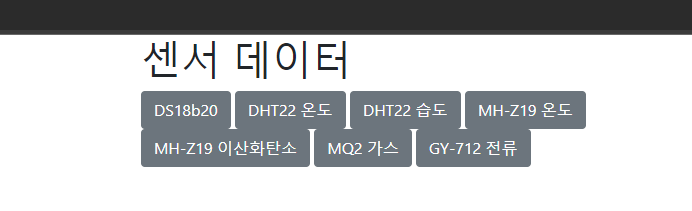 센서 데이터
DS18b20 DHT22 온도 DHT22 습도 MH-Z19 온도
MH-Z19 이산화탄소 MQ2 가스 GY-712 전류